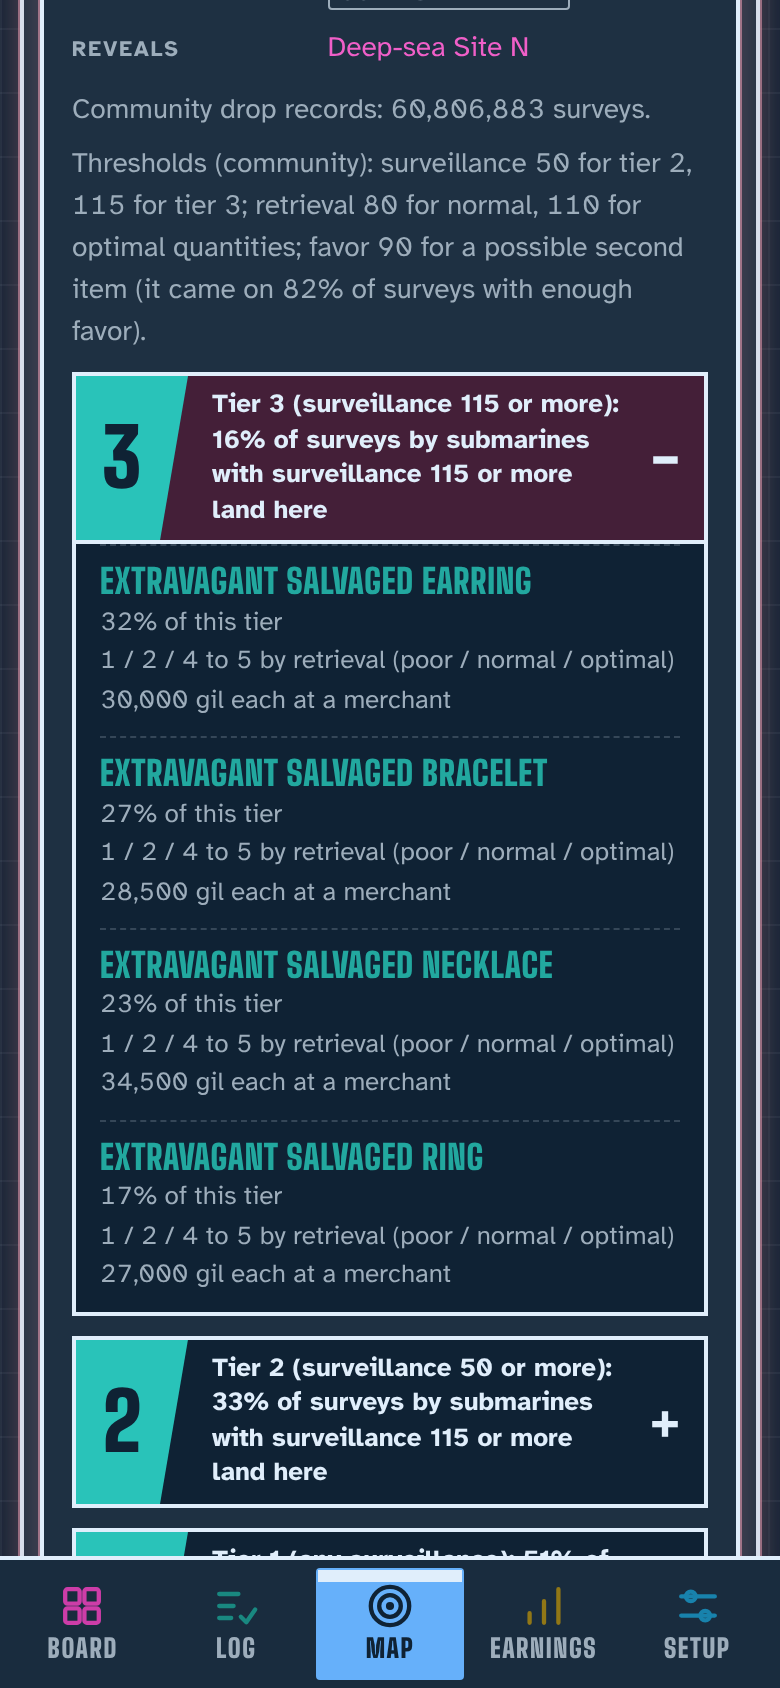 REVEALS
Deep-sea Site N
Community drop records: 60,806,883 surveys.
Thresholds (community): surveillance 50 for tier 2,
115 for tier 3; retrieval 80 for normal, 110 for
optimal quantities; favor 90 for a possible second
item (it came on 82% of surveys with enough
favor).
3
Tier 3 (surveillance 115 or more):
16% of surveys by submarines
with surveillance 115 or more
land here
EXTRAVAGANT SALVAGED EARRING
32% of this tier
1 / 2 / 4 to 5 by retrieval (poor / normal / optimal)
30,000 gil each at a merchant
EXTRAVAGANT SALVAGED BRACELET
27% of this tier
1 / 2 / 4 to 5 by retrieval (poor / normal / optimal)
28,500 gil each at a merchant
EXTRAVAGANT SALVAGED NECKLACE
23% of this tier
1 / 2 / 4 to 5 by retrieval (poor / normal / optimal)
34,500 gil each at a merchant
EXTRAVAGANT SALVAGED RING
17% of this tier
1 / 2 / 4 to 5 by retrieval (poor / normal / optimal)
27,000 gil each at a merchant
2
Tier 2 (surveillance 50 or more):
33% of surveys by submarines
with surveillance 115 or more
land here
Tier 1 (any surveillance): 51% of
BOARD
LOG
MAP
EARNINGS
SETUP